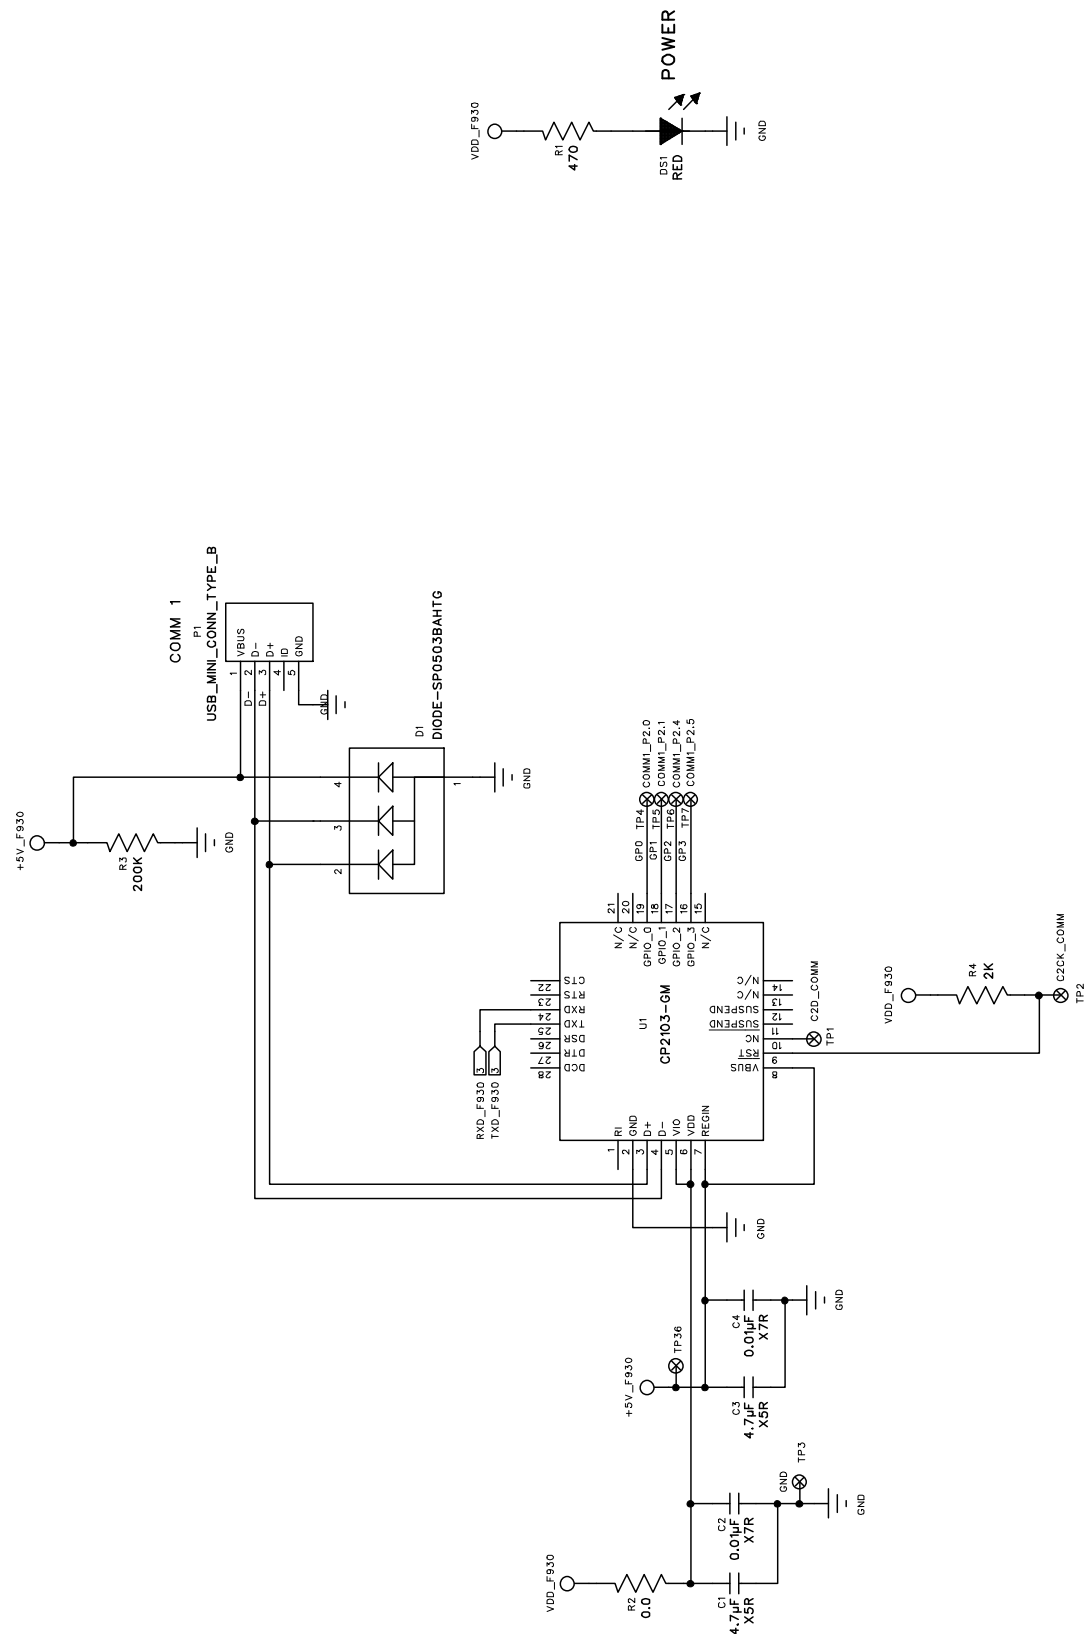 POWER
VDD_F930
R1
470
DS1
RED
GND
COMM 1
P1
USB_MINI_CONN_TYPE_B
VBUS
D-
D+
ID
GND
1
2
3
4
5
D-
D+
GND
+5V_F930
R3
200K
GND
D1
DIODE-SP0503BAHTG
4
3
2
1
GND
COMM1_P2.0
COMM1_P2.1
COMM1_P2.4
COMM1_P2.5
GP0 TP4
GP1 TP5
GP2 TP6
GP3 TP7
21
20
19
18
17
16
15
N/C
N/C
GPIO_0
GPIO_1
GPIO_2
GPIO_3
N/C
22
23
24
25
26
27
28
CTS
RTS
RXD
TXD
DSR
DTR
DCD
RXD_F930
3
TXD_F930
3
U1
CP2103-GM
N/C
N/C
SUSPEND
SUSPEND
NC
RST
VBUS
14
13
12
11
10
9
8
C2D_COMM
TP1
VDD_F930
R4
2K
C2CK_COMM
TP2
RI
GND
D+
D-
VIO
VDD
REGIN
1
2
3
4
5
6
7
GND
+5V_F930
TP36
C4
0.01µF
X7R
C3
4.7µF
X5R
GND
VDD_F930
R2
0.0
C2
0.01µF
X7R
C1
4.7µF
X5R
GND
TP3
GND